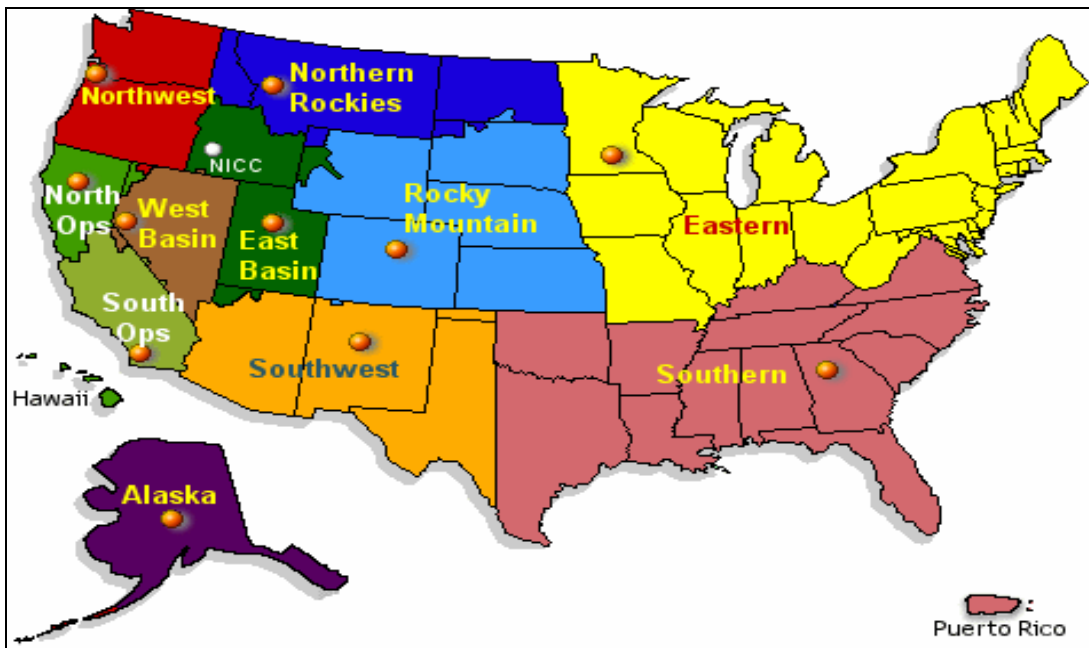 Northern
Rockies
Northwest
NICC
North
Ops
West
Basin
East
Basin
Rocky
Mountain
Eastern
South
Ops
Southwest
Southern
Hawaii
Alaska
Puerto Rico